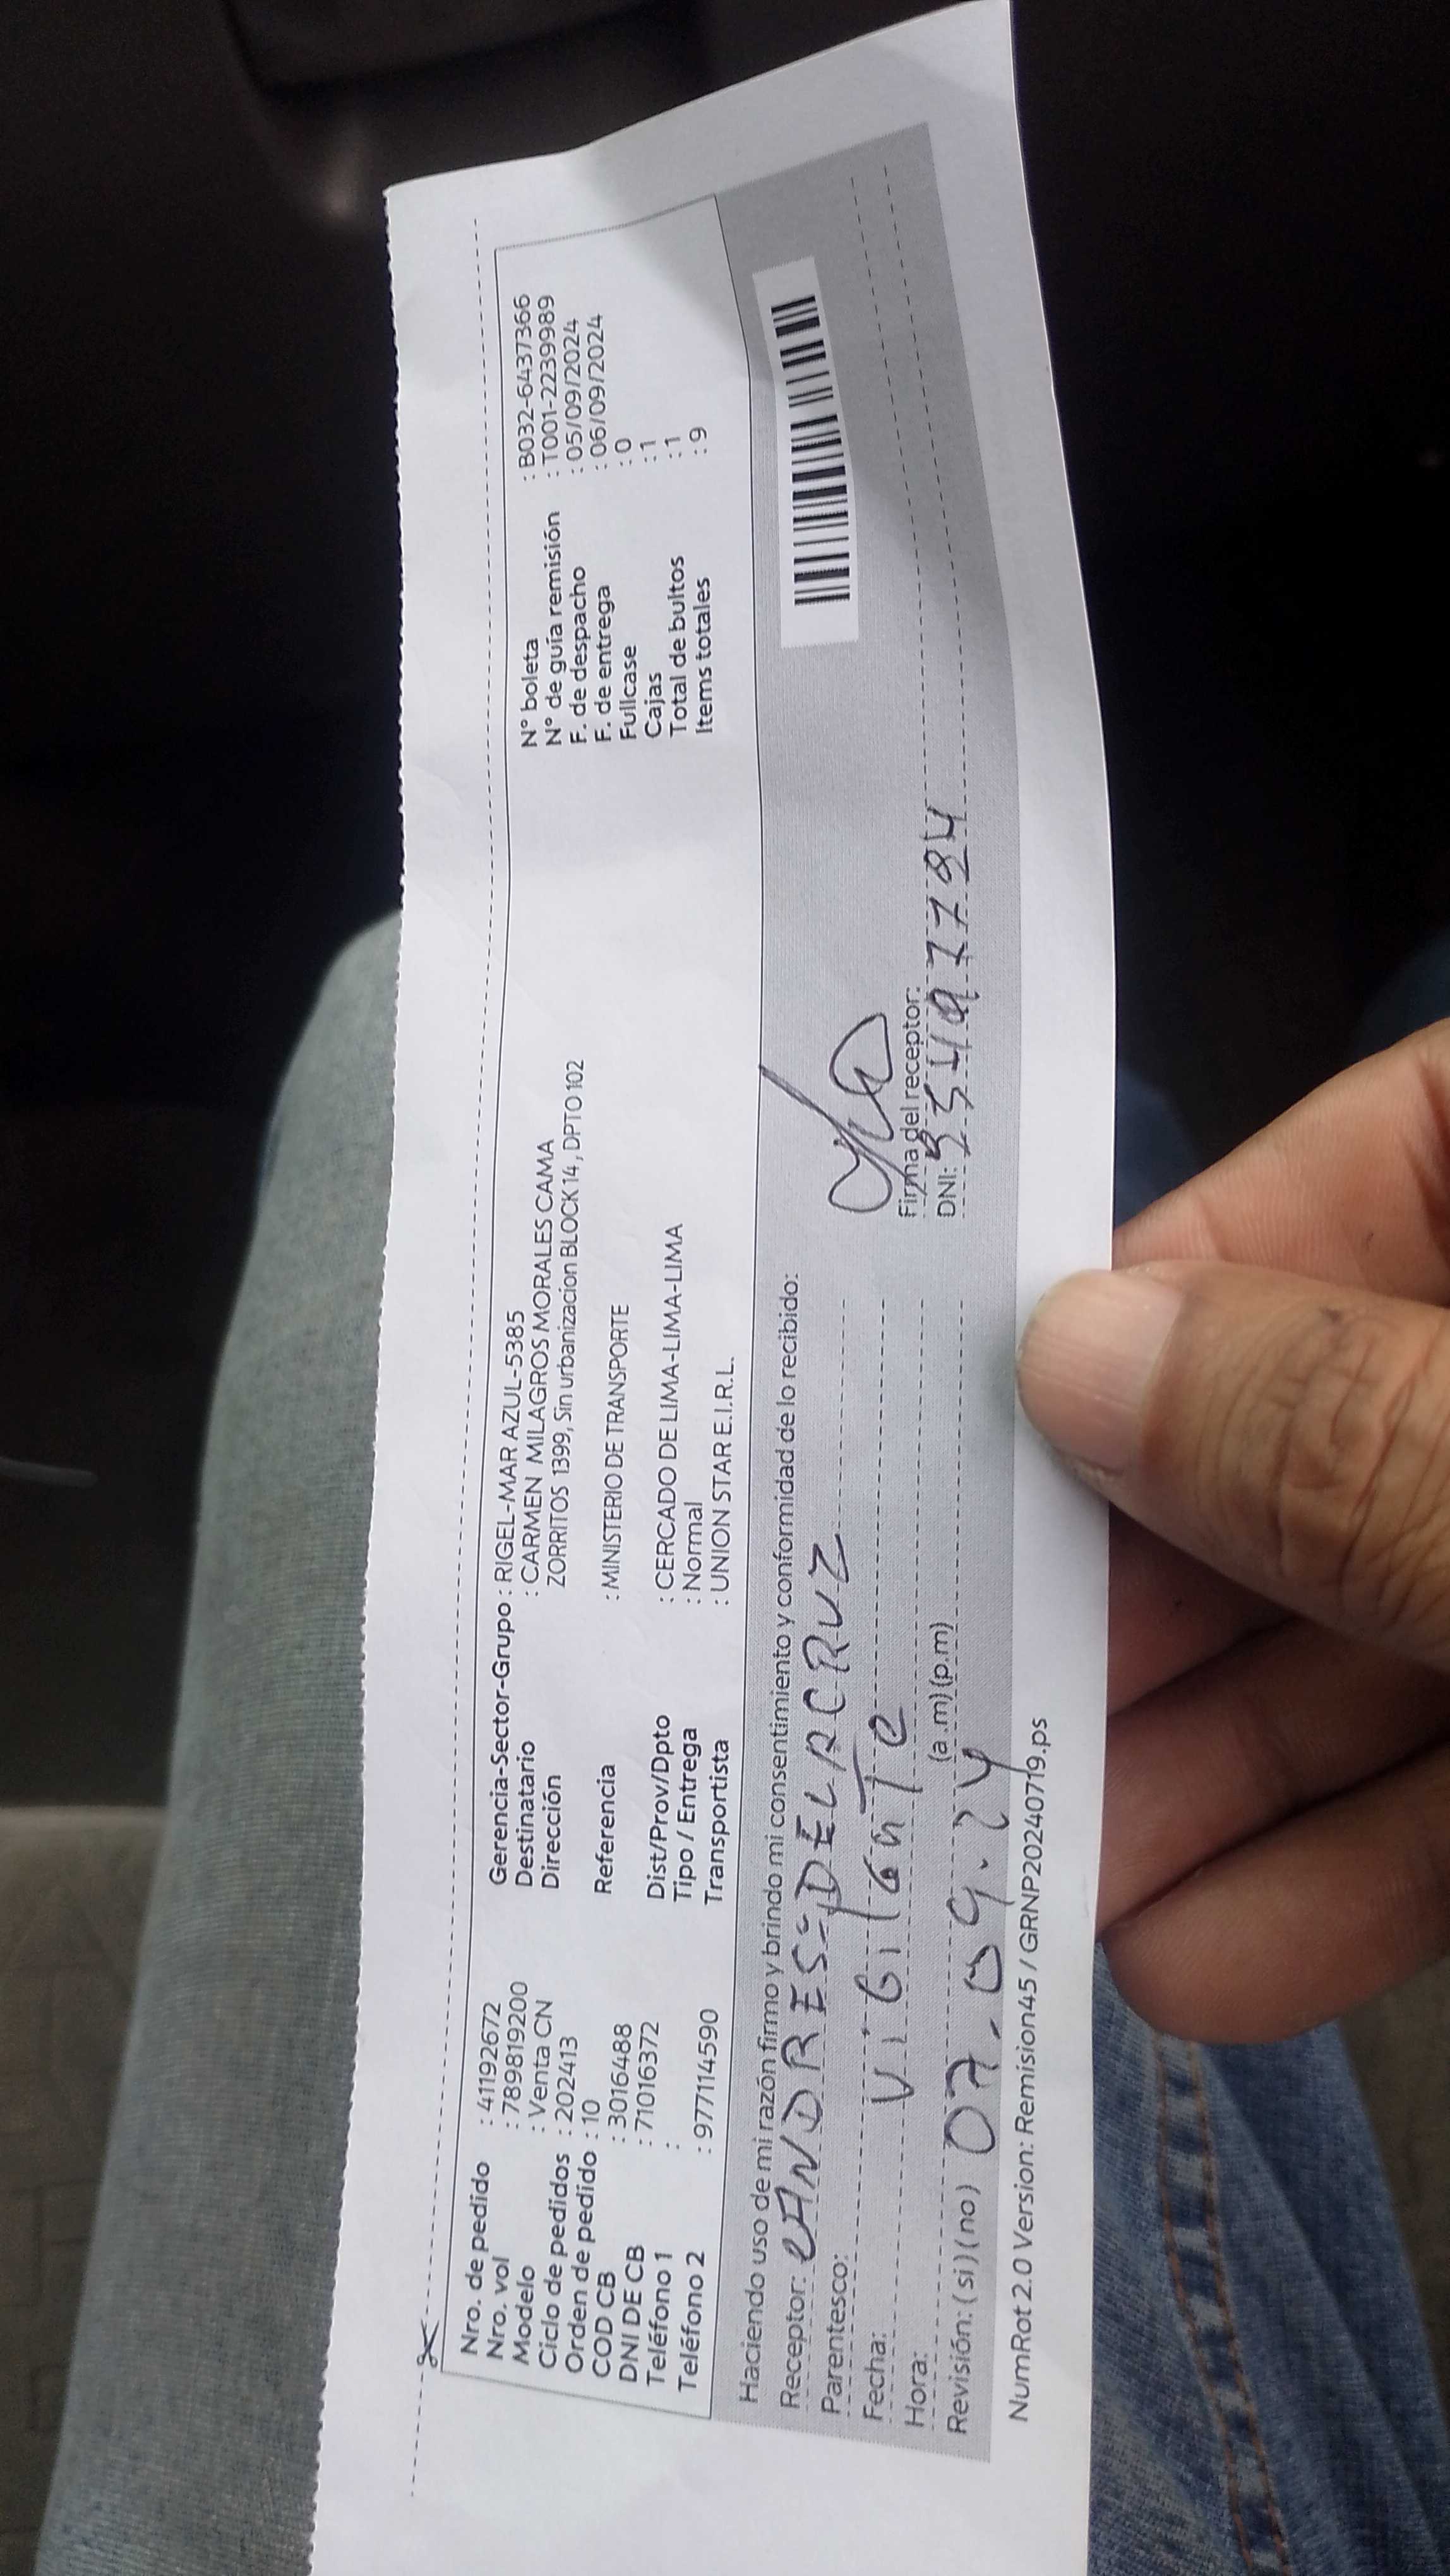 Nro. de pedido : 41192672
Nro. vol : 789819200
Modelo : Venta CN
Ciclo de pedidos : 202413
Orden de pedido : 10
COD CB : 3016488
DNI DE CB : 71016372
Teléfono 1 :
Teléfono 2 : 977114590
Gerencia-Sector-Grupo : RIGEL-MAR AZUL-5385
Destinatario : CARMEN MILAGROS MORALES CAMA
Dirección ZORRITOS 1399, Sin urbanizacion BLOCK 14, DPTO 102
Referencia : MINISTERIO DE TRANSPORTE
Dist/Prov/Dpto : CERCADO DE LIMA-LIMA-LIMA
Tipo / Entrega : Normal
Transportista : UNION STAR E.I.R.L.
N° boleta : B032-6437366
N° de guía remisión : T001-2239989
F. de despacho : 05/09/2024
F. de entrega : 06/09/2024
Fullcase : 0
Cajas : 1
Total de bultos : 1
Items totales : 9
Haciendo uso de mi razón firmo y brindo mi consentimiento y conformidad de lo recibido:
Receptor: ANDRES DELACRUZ
Parentesco:
Fecha: ViGilanTe
Hora:
Revisión: (si) (no) 07.09.24 (a.m) (p.m)
Firma del receptor:
DNI:
NumRot 2.0 Version: Remision45 / GRNP20240719.ps